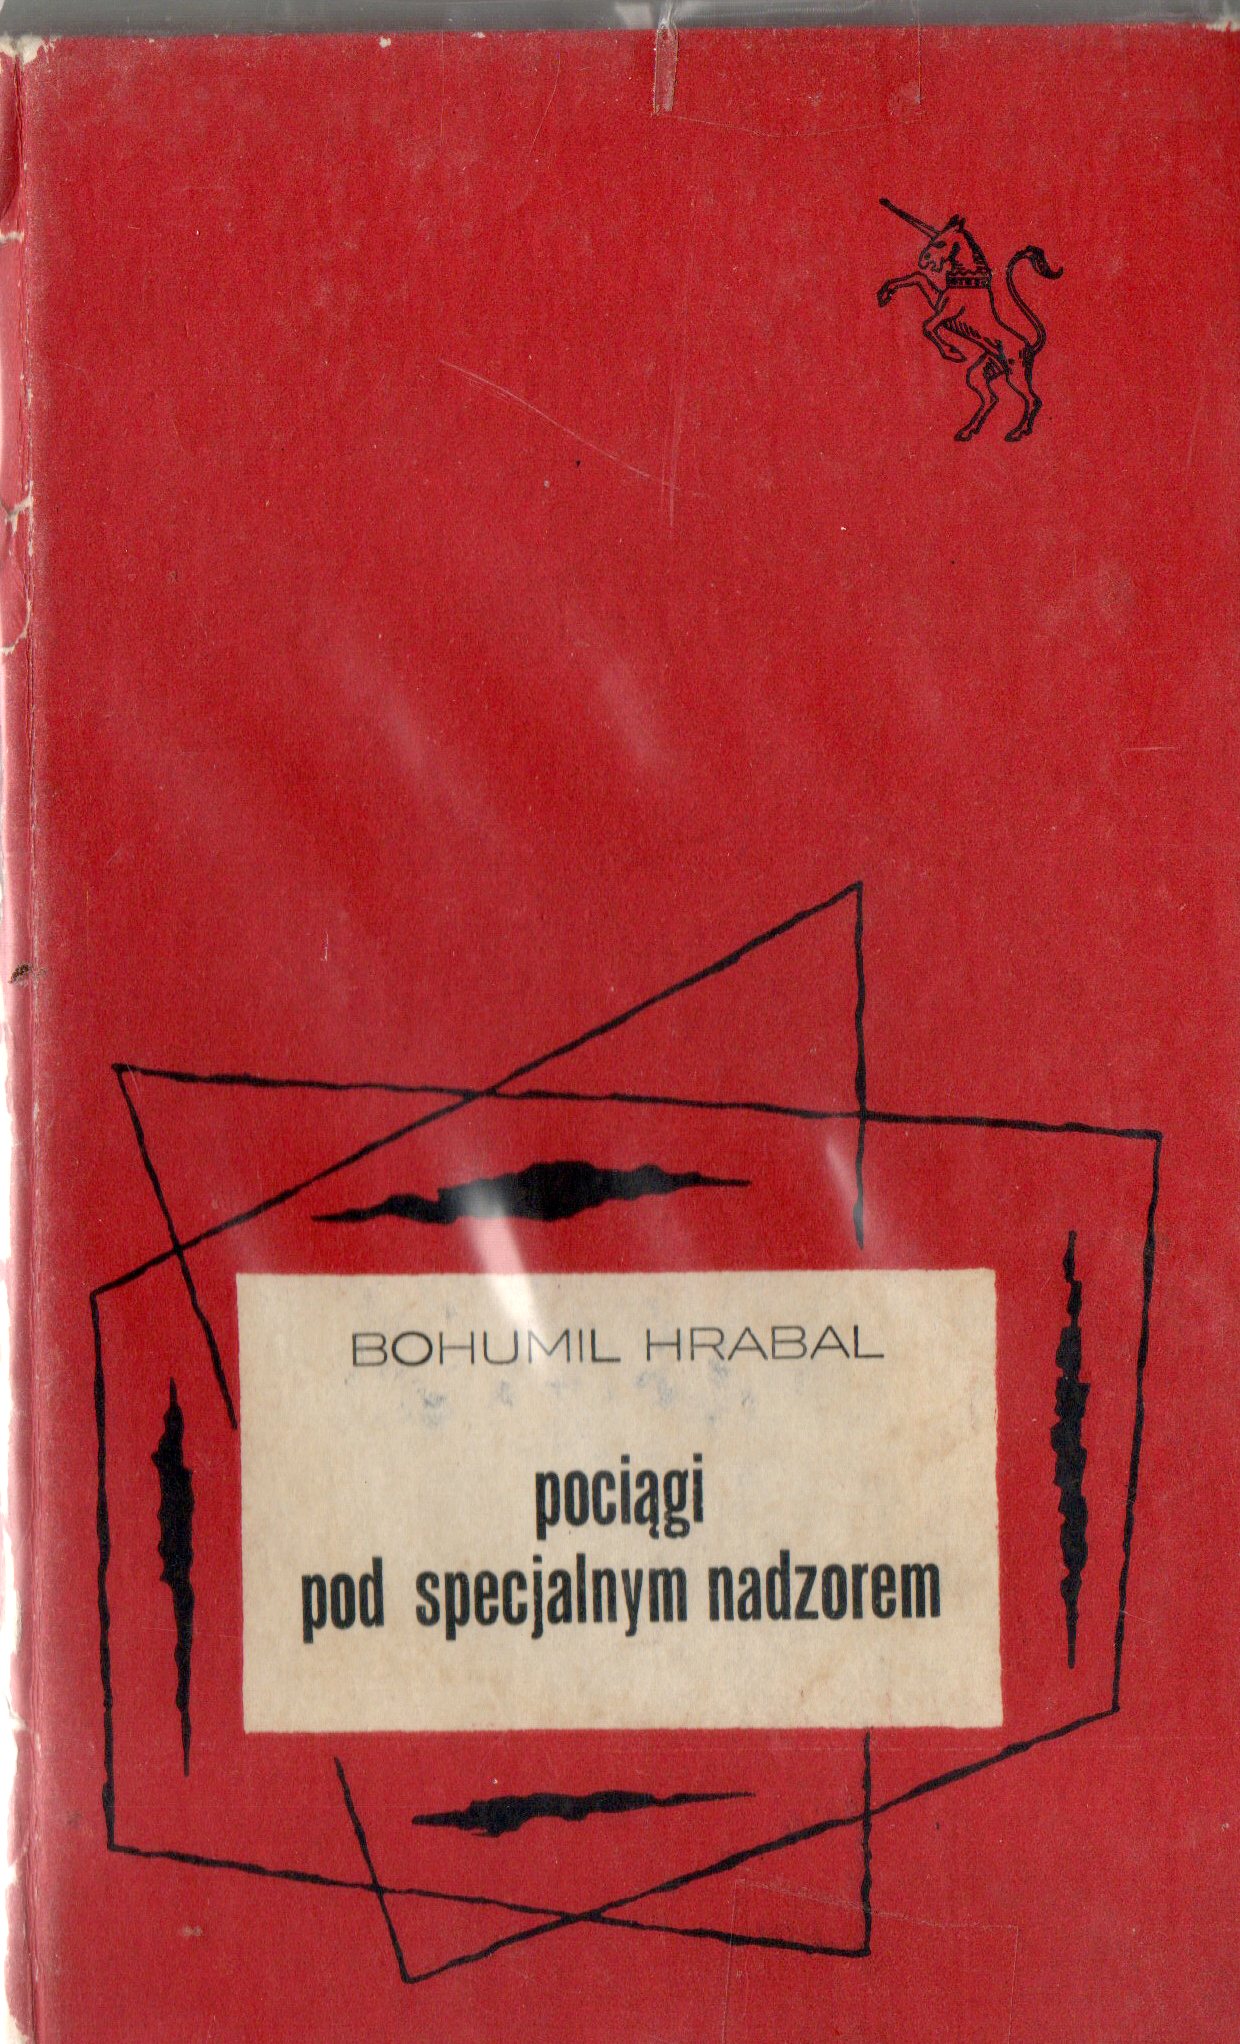 BOHUMIL HRABAL
pociągi
pod specjalnym nadzorem